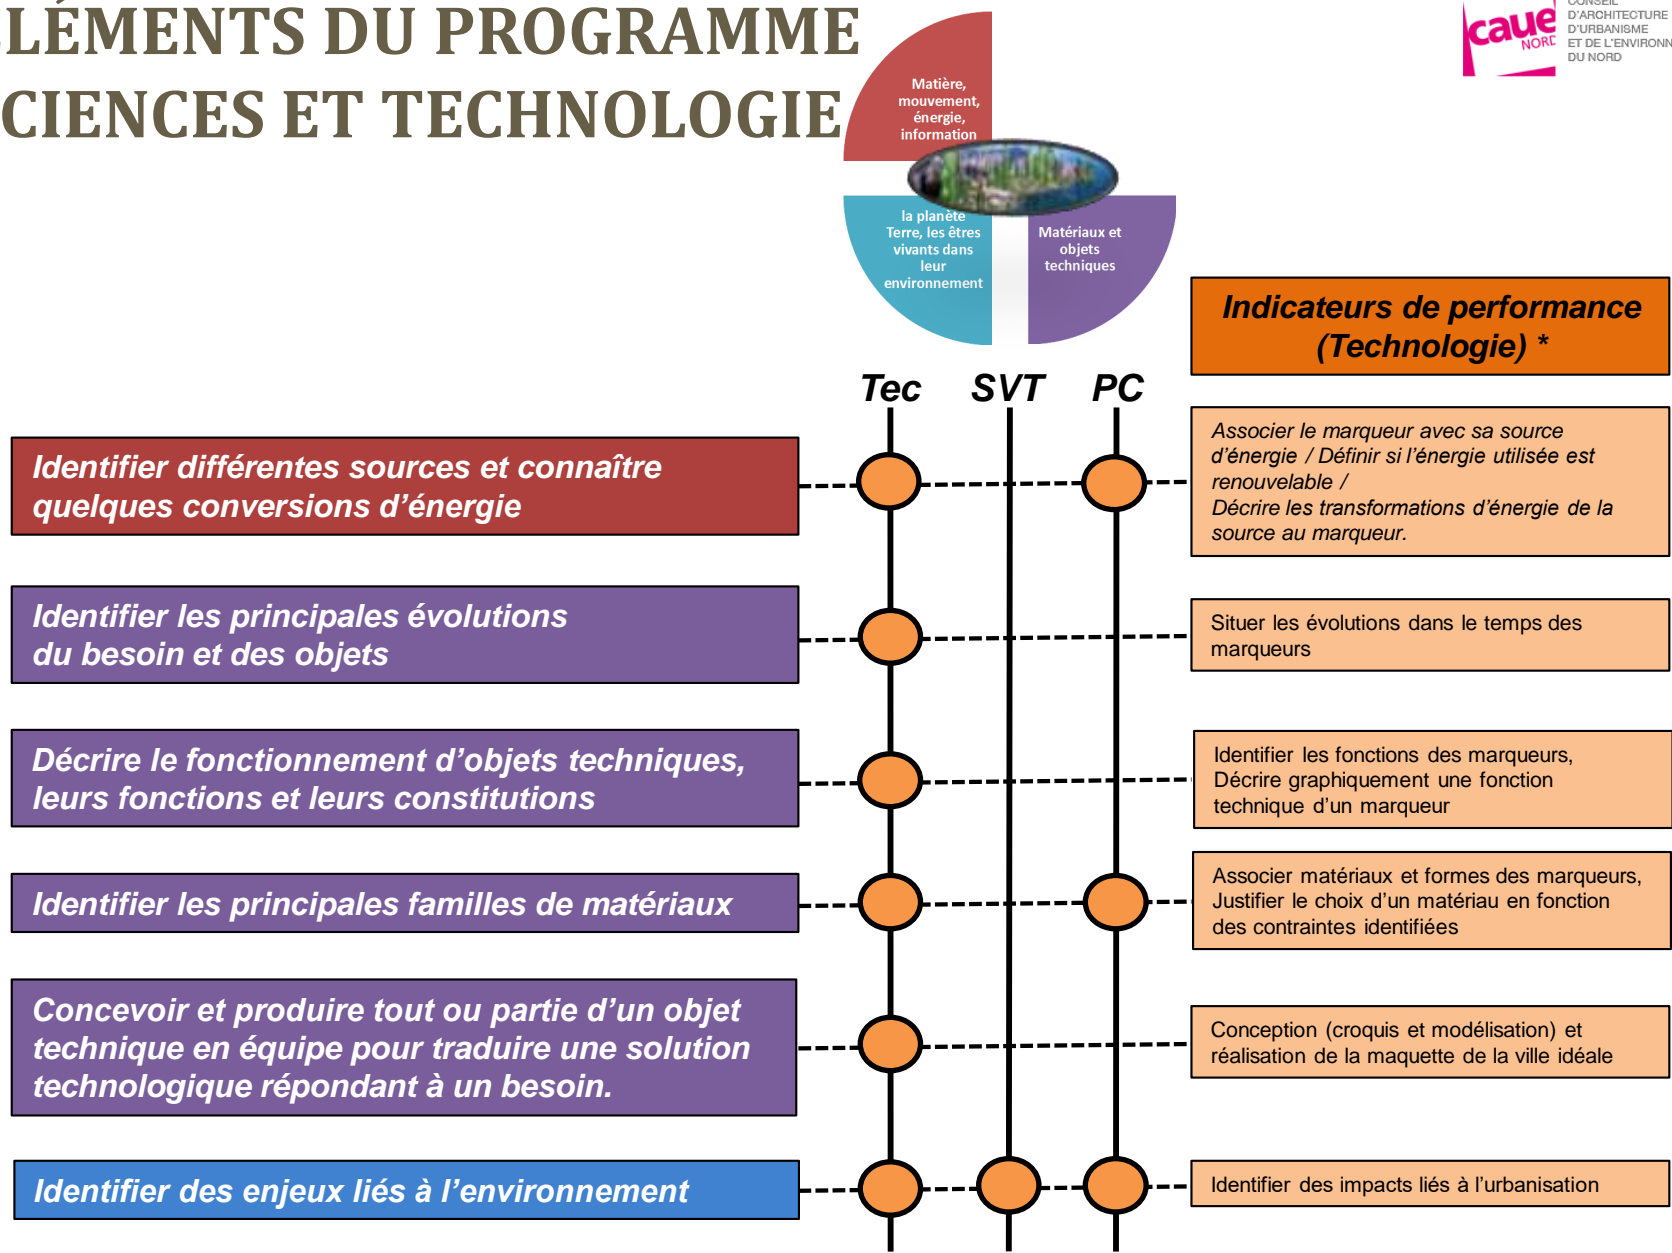 LÉMENTS DU PROGRAMME
CIENCES ET TECHNOLOGIE
caue
NORD
CONSEIL
D'ARCHITECTURE
D'URBANISME
ET DE L'ENVIRONN
DU NORD
Matière,
mouvement,
énergie,
information
la planète
Terre, les êtres
vivants dans
leur
environnement
Matériaux et
objets
techniques
Indicateurs de performance
(Technologie) *
Tec SVT PC
Identifier différentes sources et connaître
quelques conversions d’énergie
Associer le marqueur avec sa source
d’énergie / Définir si l’énergie utilisée est
renouvelable /
Décrire les transformations d’énergie de la
source au marqueur.
Identifier les principales évolutions
du besoin et des objets
Situer les évolutions dans le temps des
marqueurs
Décrire le fonctionnement d’objets techniques,
leurs fonctions et leurs constitutions
Identifier les fonctions des marqueurs,
Décrire graphiquement une fonction
technique d’un marqueur
Identifier les principales familles de matériaux
Associer matériaux et formes des marqueurs,
Justifier le choix d’un matériau en fonction
des contraintes identifiées
Concevoir et produire tout ou partie d’un objet
technique en équipe pour traduire une solution
technologique répondant à un besoin.
Conception (croquis et modélisation) et
réalisation de la maquette de la ville idéale
Identifier des enjeux liés à l’environnement
Identifier des impacts liés à l’urbanisation